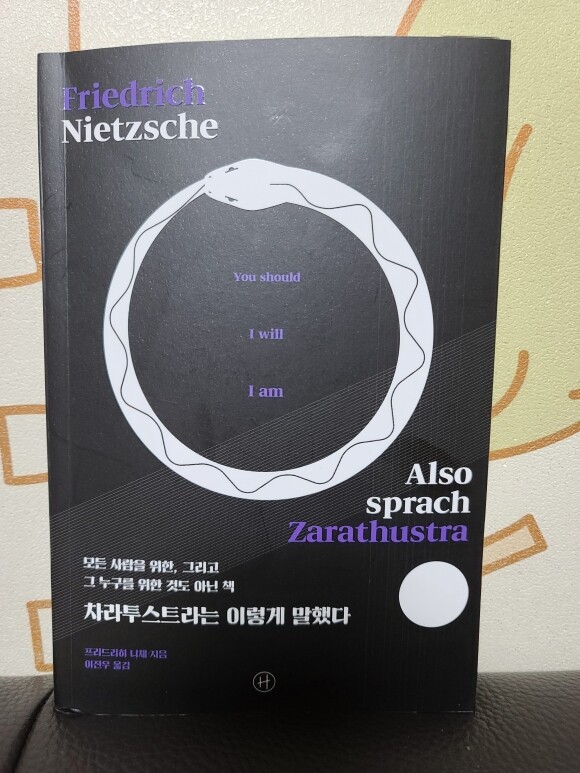 Friedrich
Nietzsche
You should
I will
I am
Also
sprach
Zarathustra
모든 사람을 위한, 그리고
그 누구를 위한 것도 아닌 책
차라투스트라는 이렇게 말했다
프리드리히 니체 지음
이진우 옮김
H